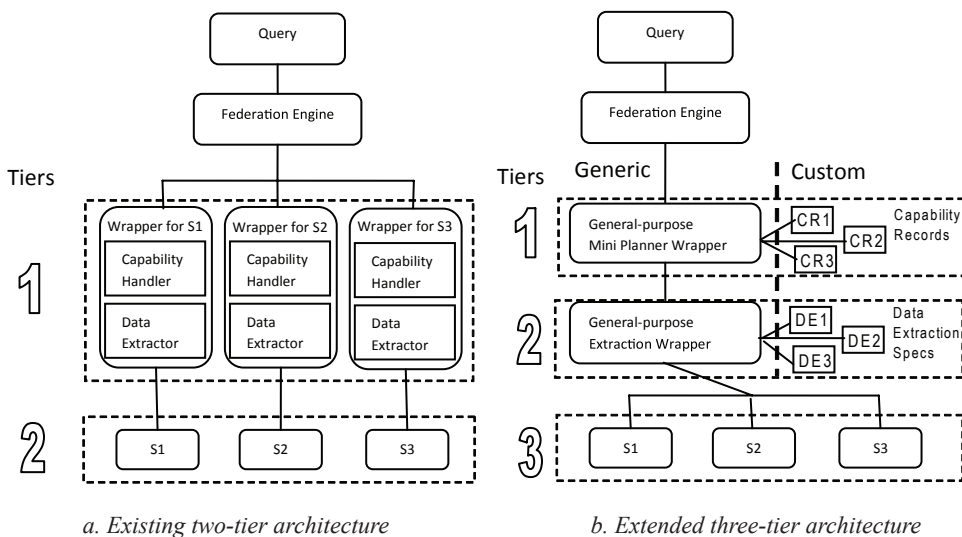 Query
Federation Engine
Tiers
1
Wrapper for S1
Capability
Handler
Data
Extractor
Wrapper for S2
Capability
Handler
Data
Extractor
Wrapper for S3
Capability
Handler
Data
Extractor
2
S1
S2
S3
a. Existing two-tier architecture
Query
Federation Engine
Tiers
Generic
Custom
1
General-purpose
Mini Planner Wrapper
CR1
CR2
CR3
Capability
Records
2
General-purpose
Extraction Wrapper
DE1
DE2
DE3
Data
Extraction
Specs
3
S1
S2
S3
b. Extended three-tier architecture